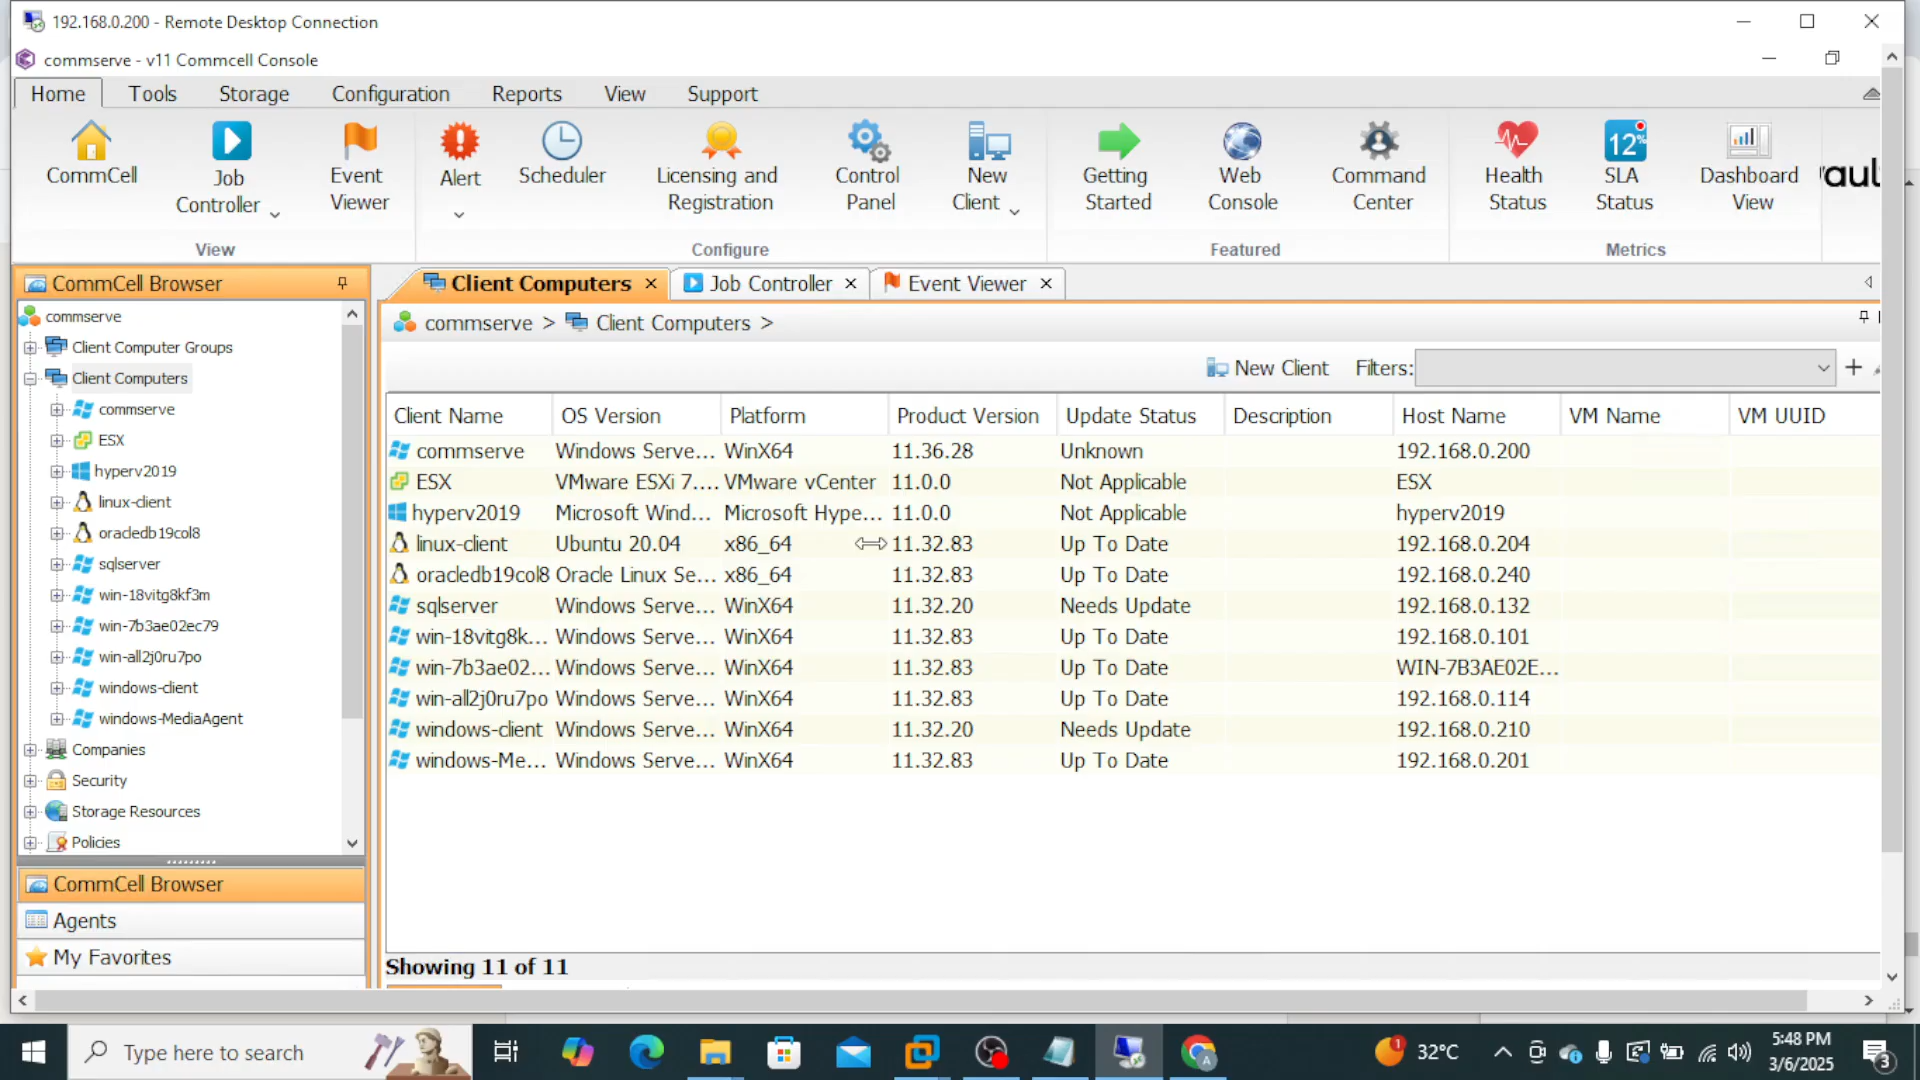 192.168.0.200 - Remote Desktop Connection
commserve - v11 Commcell Console
Home Tools Storage Configuration Reports View Support
CommCell
Job Controller
Event Viewer
View
Alert
Scheduler
Licensing and Registration
Control Panel
New Client
Configure
Getting Started
Web Console
Command Center
Featured
Health Status
12%
SLA Status
Dashboard View
Metrics
CommCell Browser
commserve
Client Computer Groups
Client Computers
commserve
ESX
hyperv2019
linux-client
oracledb19col8
sqlserver
win-18vitg8kf3m
win-7b3ae02ec79
win-all2j0ru7po
windows-client
windows-MediaAgent
Companies
Security
Storage Resources
Policies
CommCell Browser
Agents
My Favorites
Client Computers Job Controller Event Viewer
commserve > Client Computers >
New Client Filters:
Client Name OS Version Platform Product Version Update Status Description Host Name VM Name VM UUID
commserve Windows Serve... WinX64 11.36.28 Unknown 192.168.0.200
ESX VMware ESXi 7.... VMware vCenter 11.0.0 Not Applicable ESX
hyperv2019 Microsoft Wind... Microsoft Hype... 11.0.0 Not Applicable hyperv2019
linux-client Ubuntu 20.04 x86_64 11.32.83 Up To Date 192.168.0.204
oracledb19col8 Oracle Linux Se... x86_64 11.32.83 Up To Date 192.168.0.240
sqlserver Windows Serve... WinX64 11.32.20 Needs Update 192.168.0.132
win-18vitg8k... Windows Serve... WinX64 11.32.83 Up To Date 192.168.0.101
win-7b3ae02... Windows Serve... WinX64 11.32.83 Up To Date WIN-7B3AE02E...
win-all2j0ru7po Windows Serve... WinX64 11.32.83 Up To Date 192.168.0.114
windows-client Windows Serve... WinX64 11.32.20 Needs Update 192.168.0.210
windows-Me... Windows Serve... WinX64 11.32.83 Up To Date 192.168.0.201
Showing 11 of 11
Type here to search
1
32°C
5:48 PM
3/6/2025
3